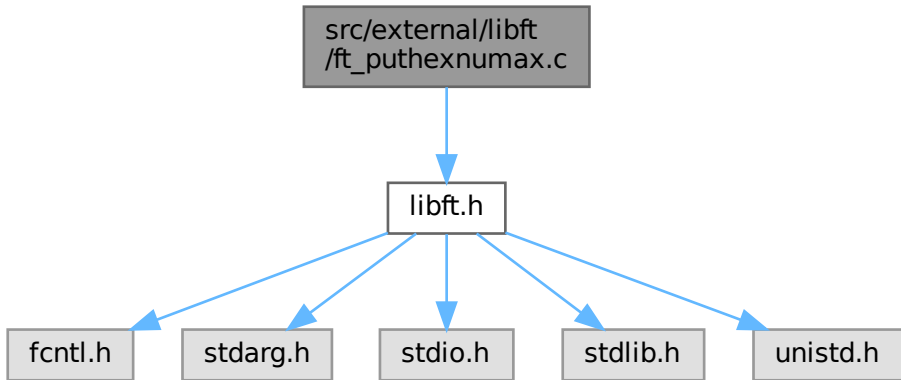 src/external/libft
/ft_puthexnumax.c
libft.h
fcntl.h
stdarg.h
stdio.h
stdlib.h
unistd.h